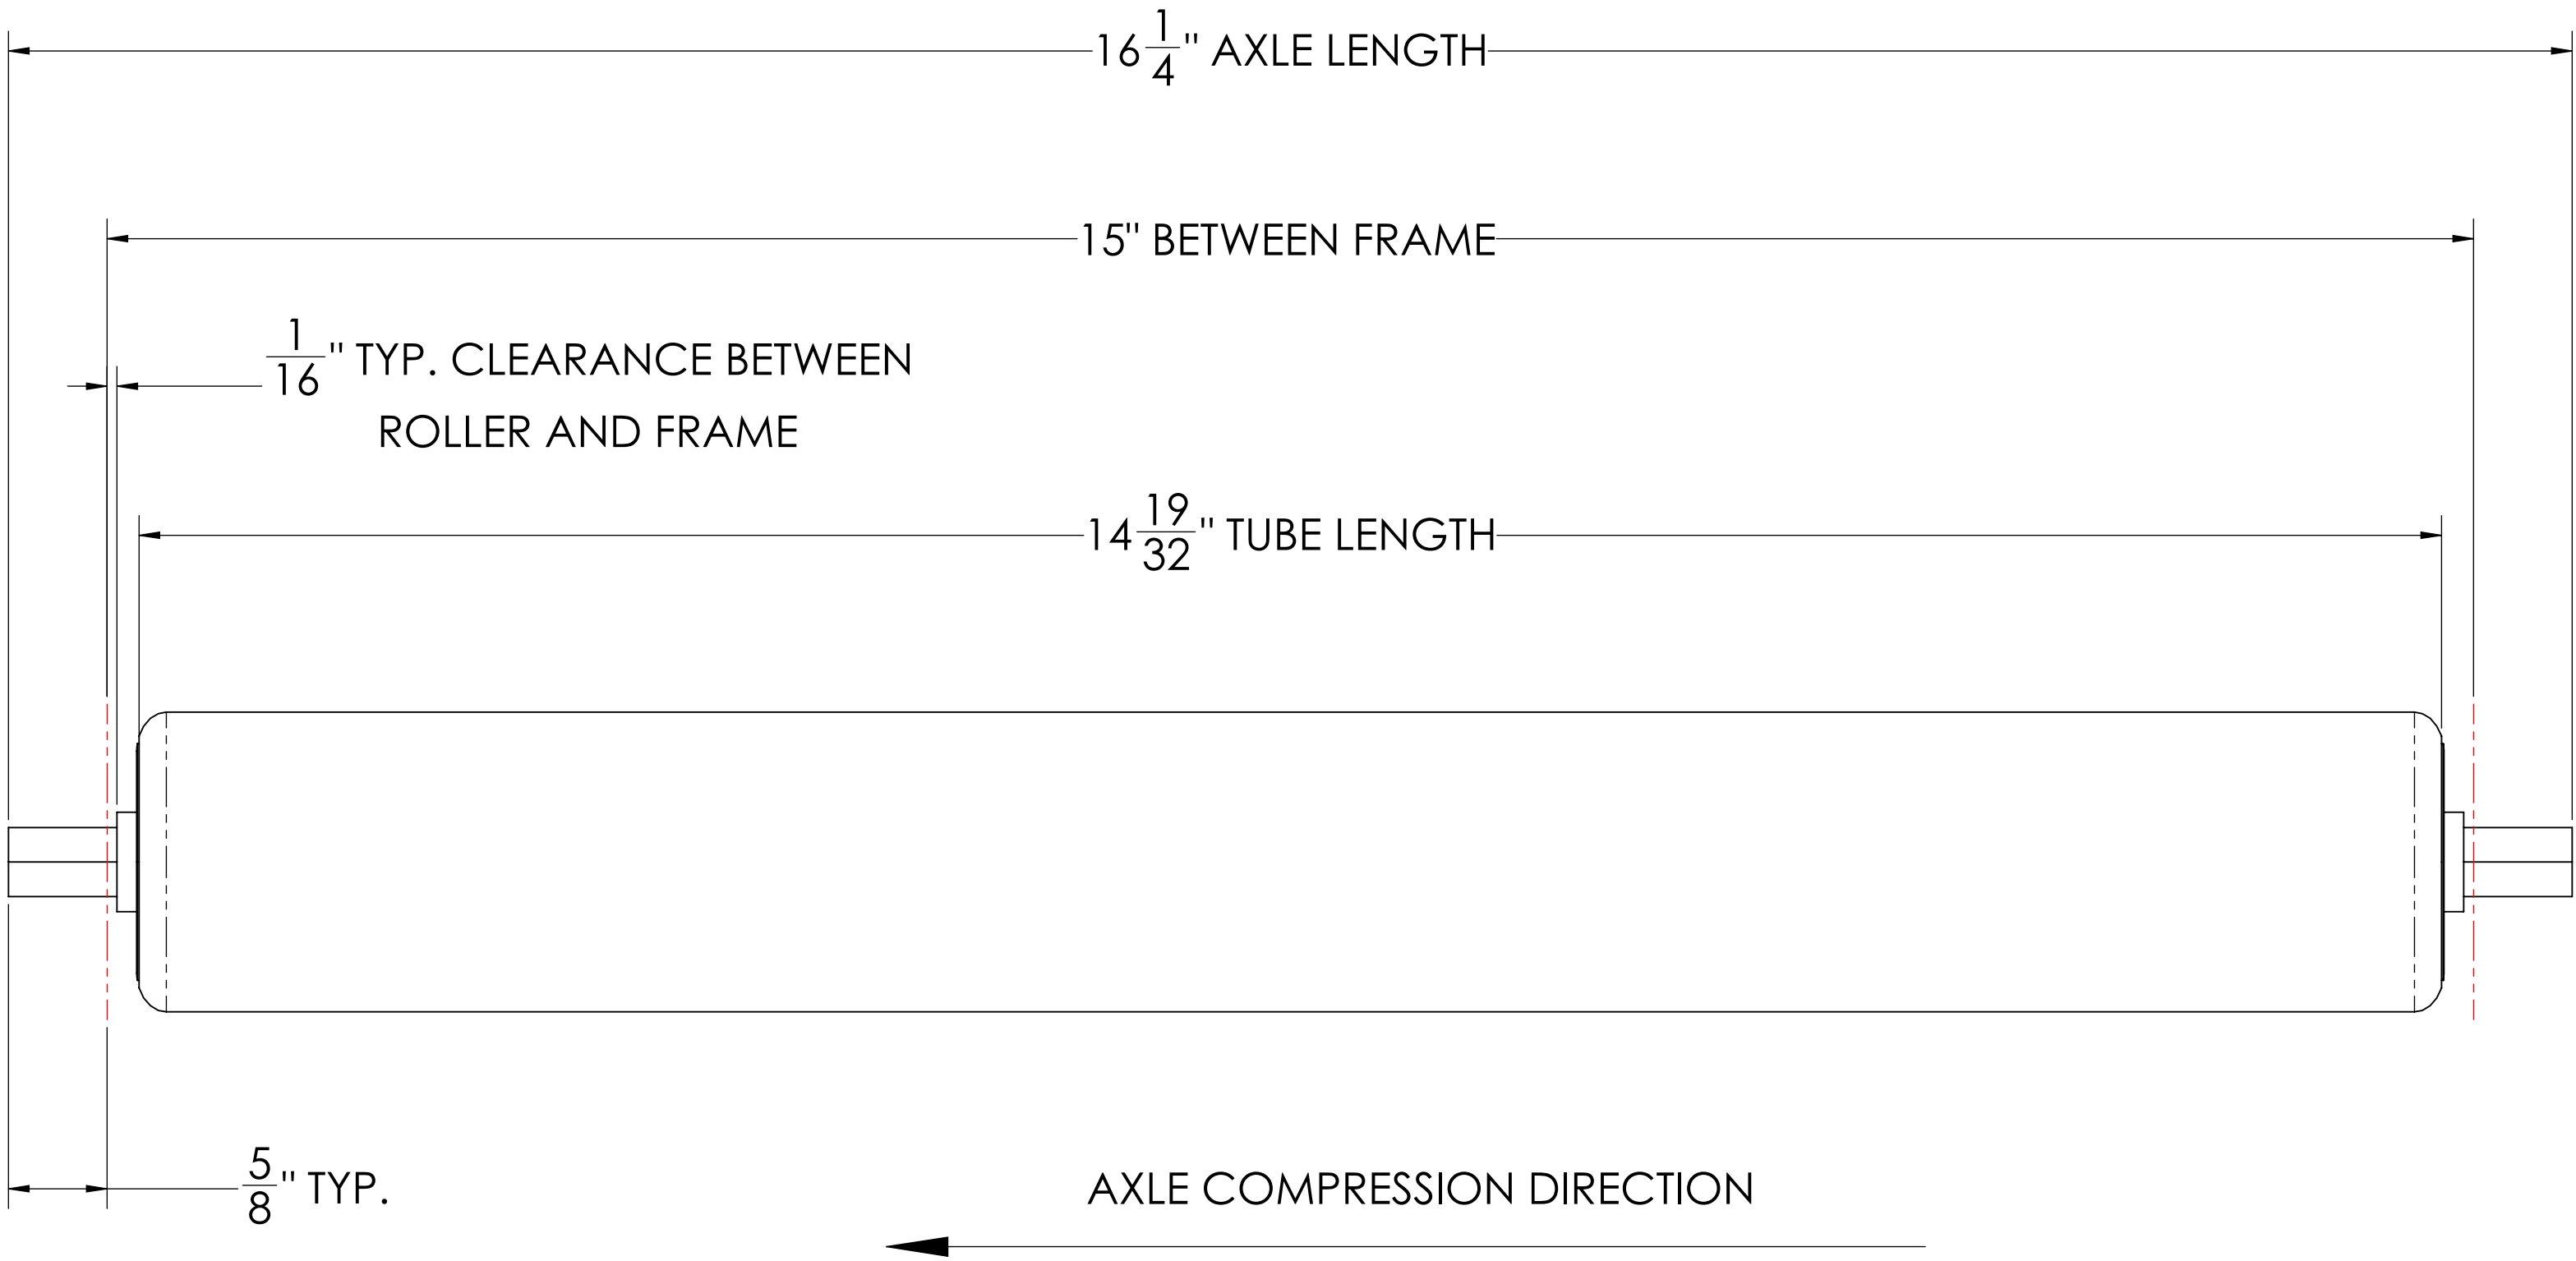 16 1/4" AXLE LENGTH
15" BETWEEN FRAME
1/16" TYP. CLEARANCE BETWEEN
ROLLER AND FRAME
14 19/32" TUBE LENGTH
5/8" TYP.
AXLE COMPRESSION DIRECTION